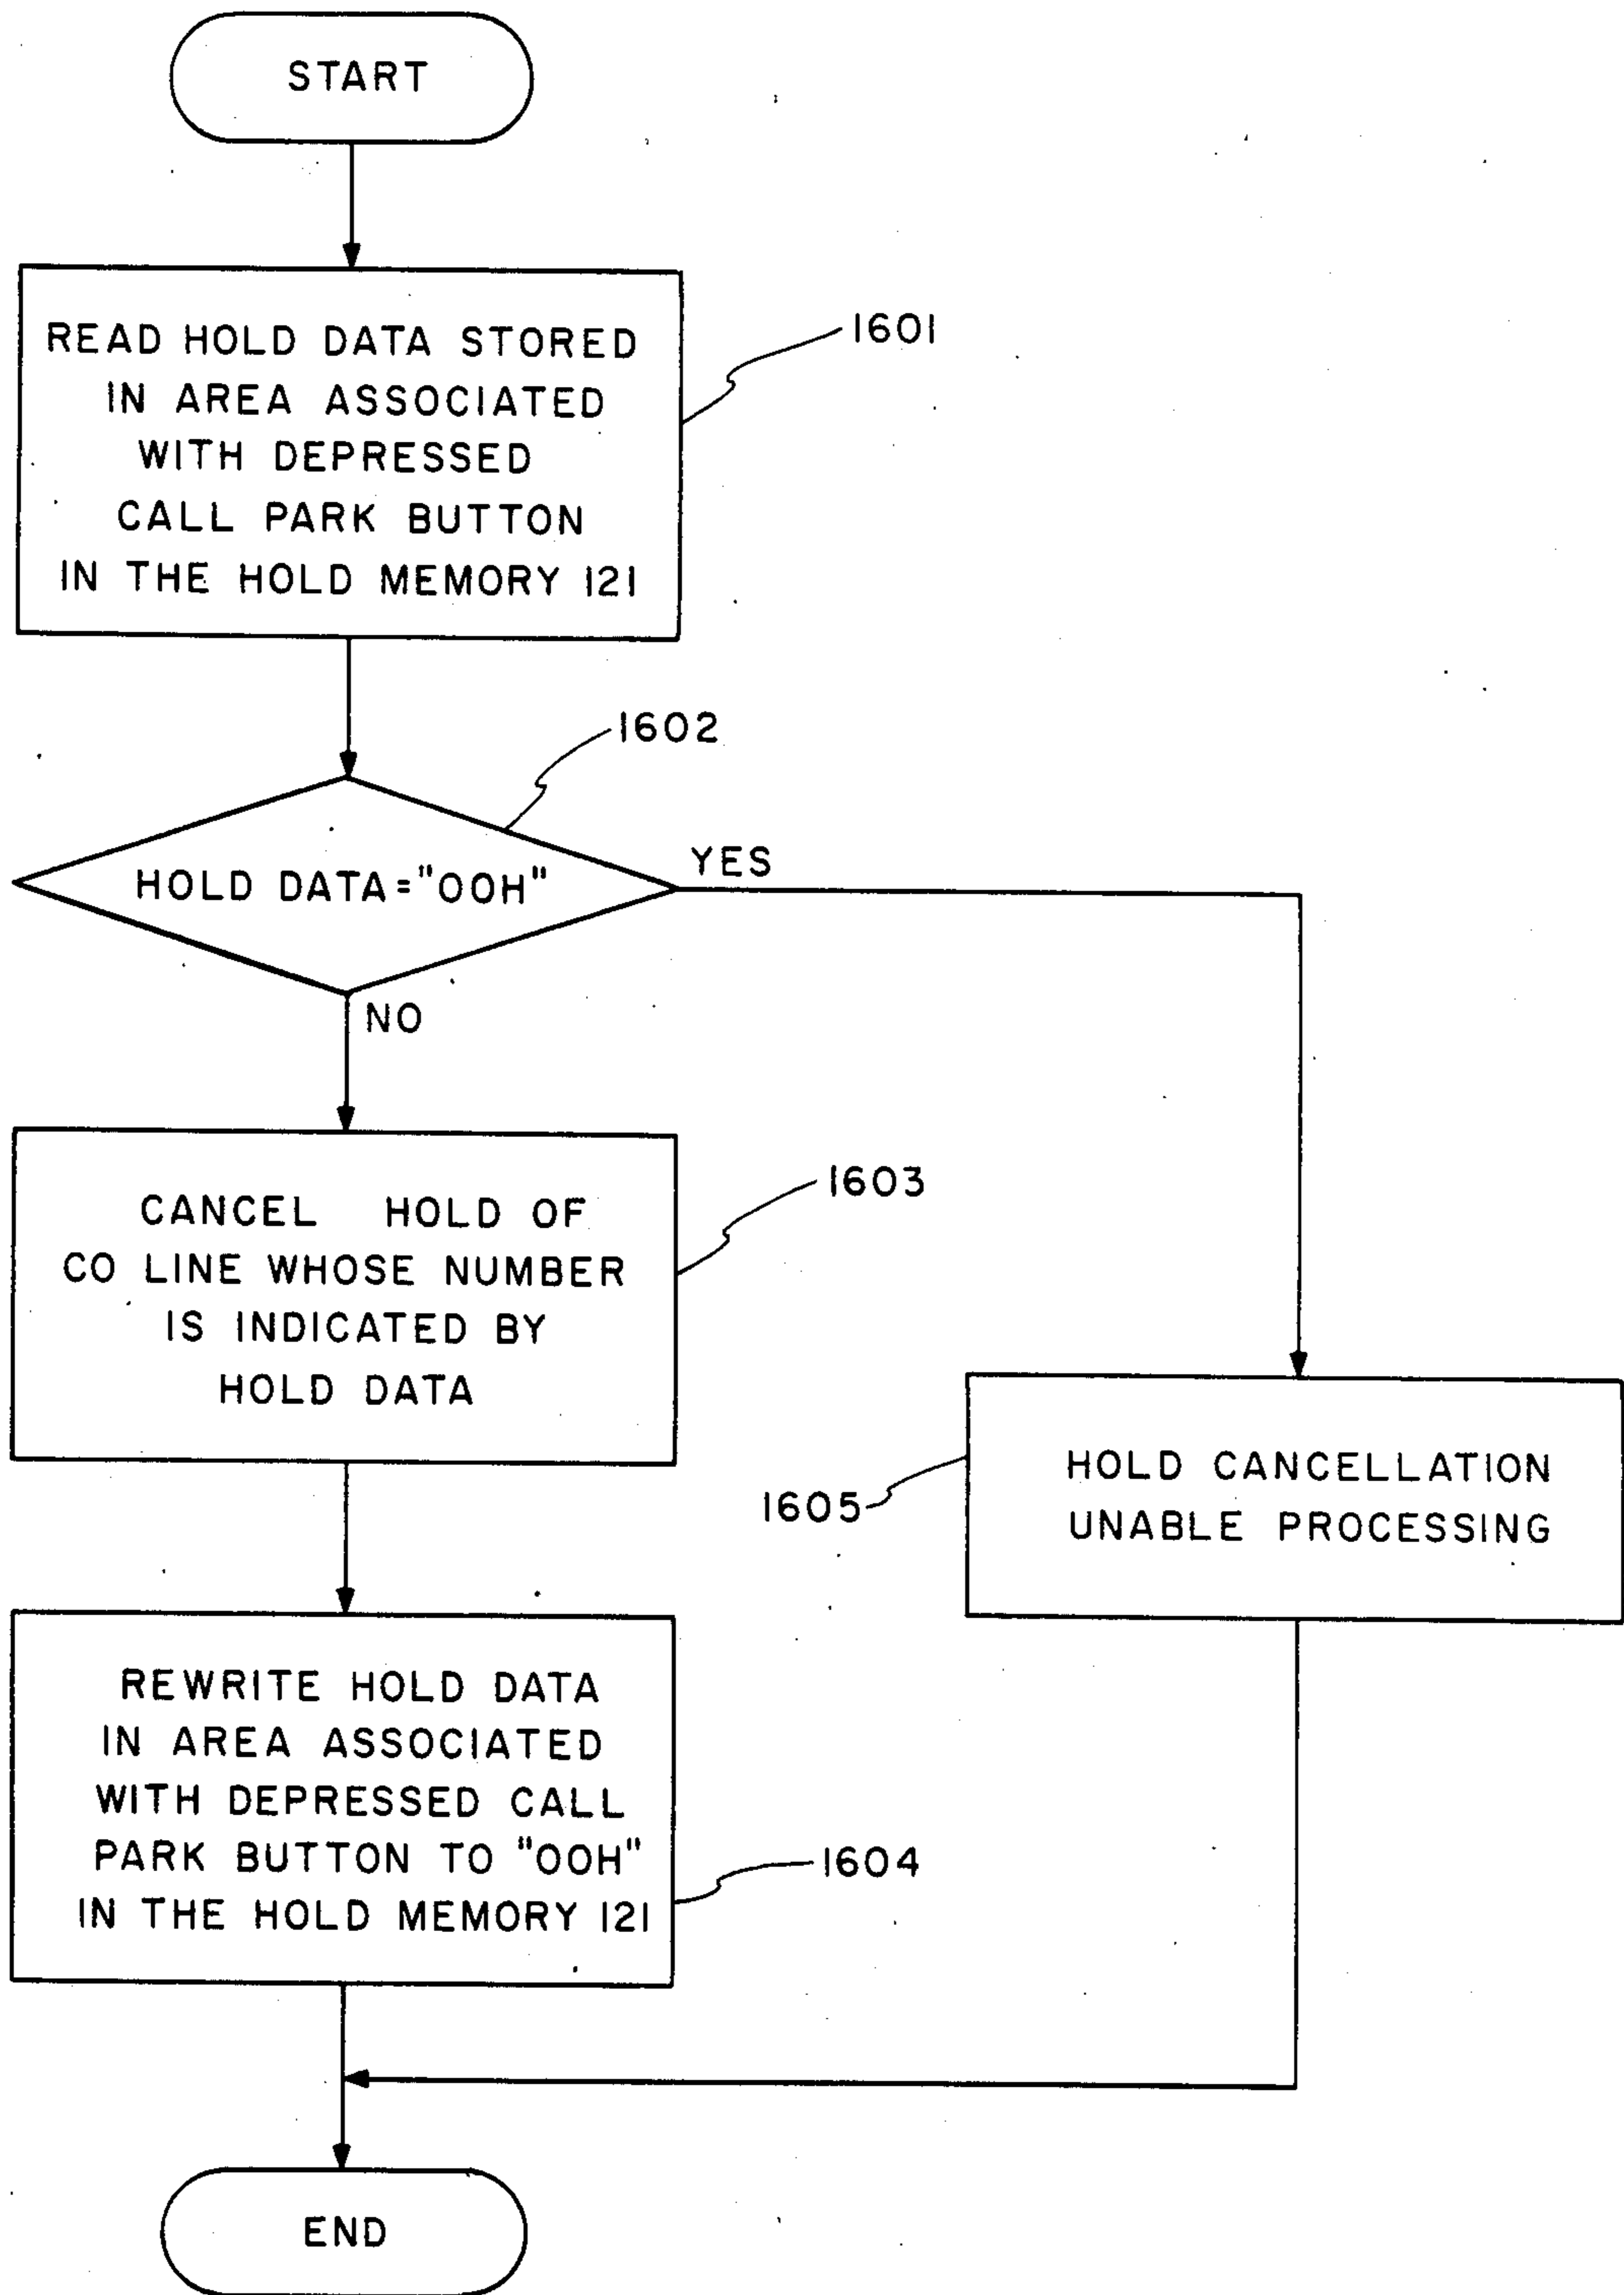 START
READ HOLD DATA STORED
IN AREA ASSOCIATED
WITH DEPRESSED
CALL PARK BUTTON
IN THE HOLD MEMORY 121
1601
1602
HOLD DATA="00H"
YES
NO
CANCEL HOLD OF
CO LINE WHOSE NUMBER
IS INDICATED BY
HOLD DATA
1603
HOLD CANCELLATION
UNABLE PROCESSING
1605
REWRITE HOLD DATA
IN AREA ASSOCIATED
WITH DEPRESSED CALL
PARK BUTTON TO "00H"
IN THE HOLD MEMORY 121
1604
END